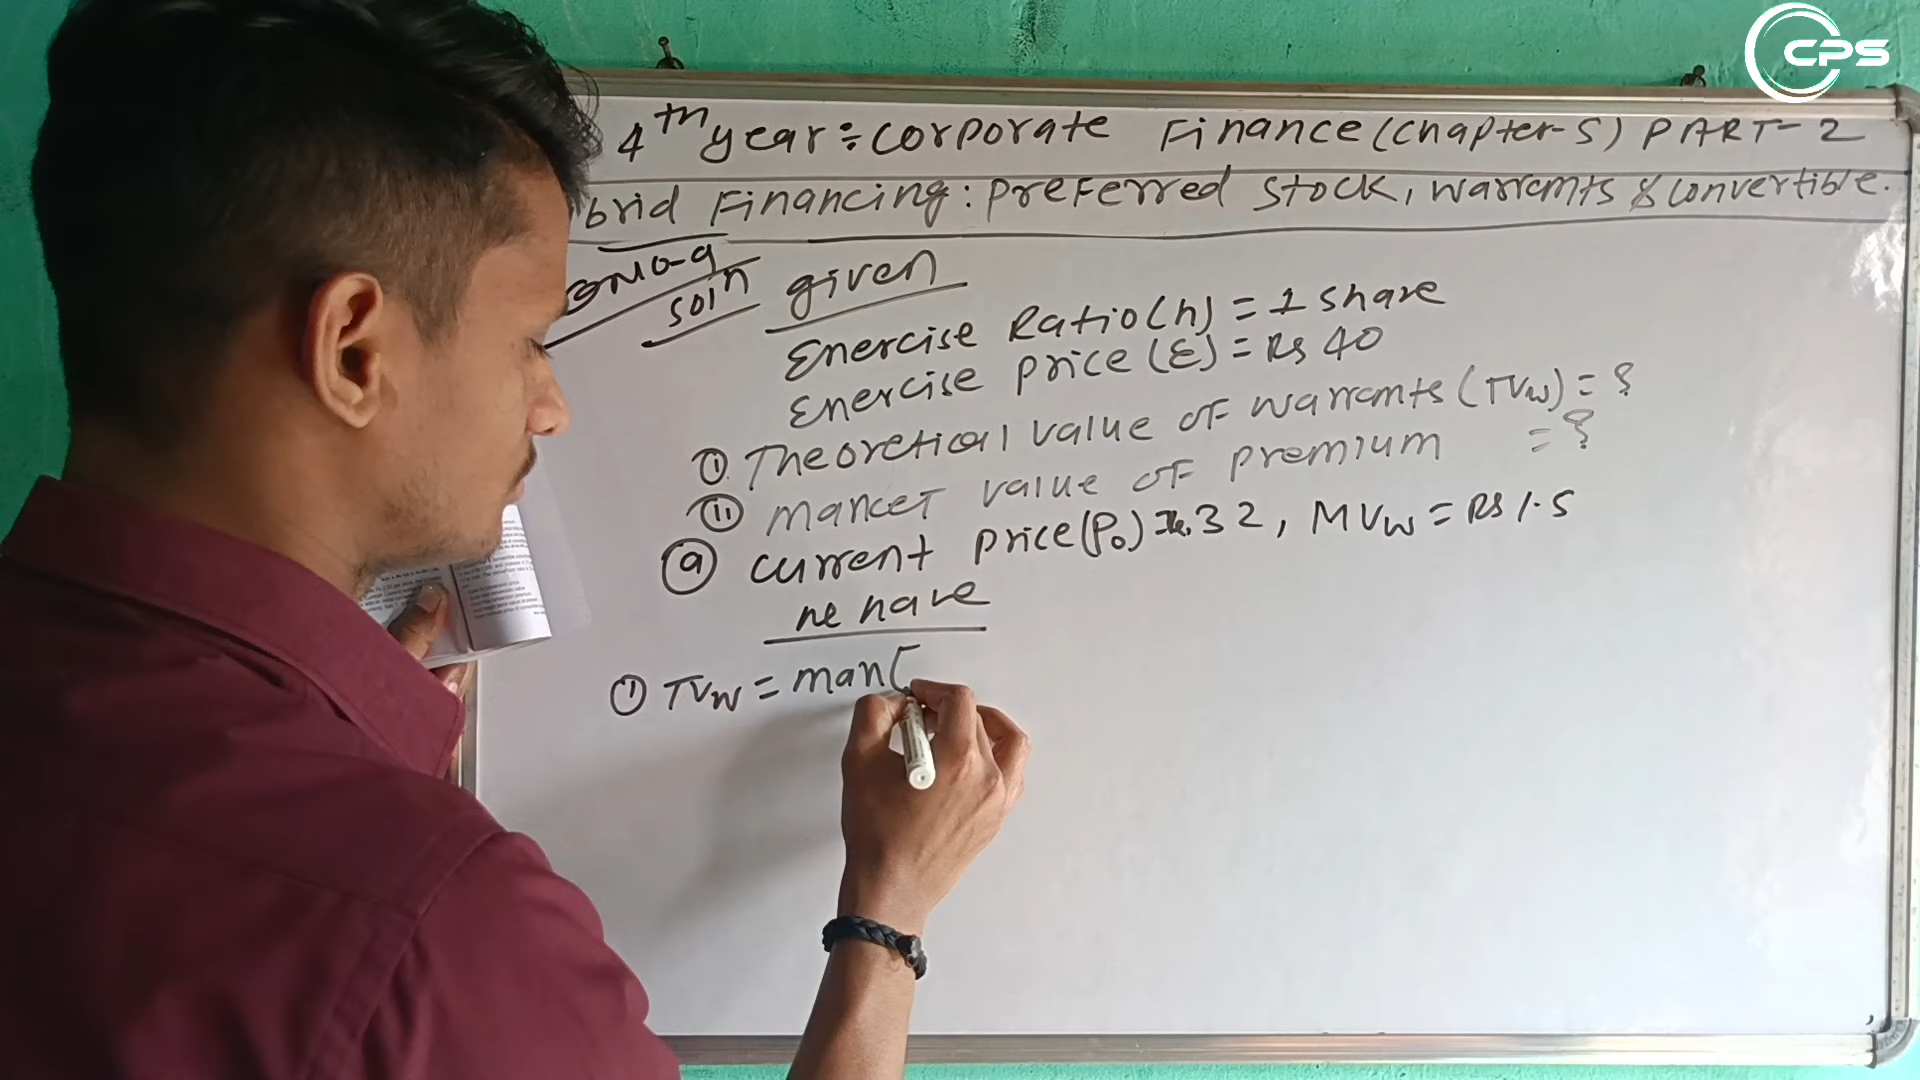 CPS
4th year ÷ corporate Finance (Chapter-5) PART-2
brid Financing: preferred stock, warrants & convertible.
QNO-9
Soln given
Exercise Ratio(n) = 1 share
Exercise price (E) = Rs 40
(i) Theoretical value of warrants (TVw) = ?
(ii) market value of premium = ?
(a) current price(P0) 32, MVw = Rs 1.5
we have
(i) TVw = max[